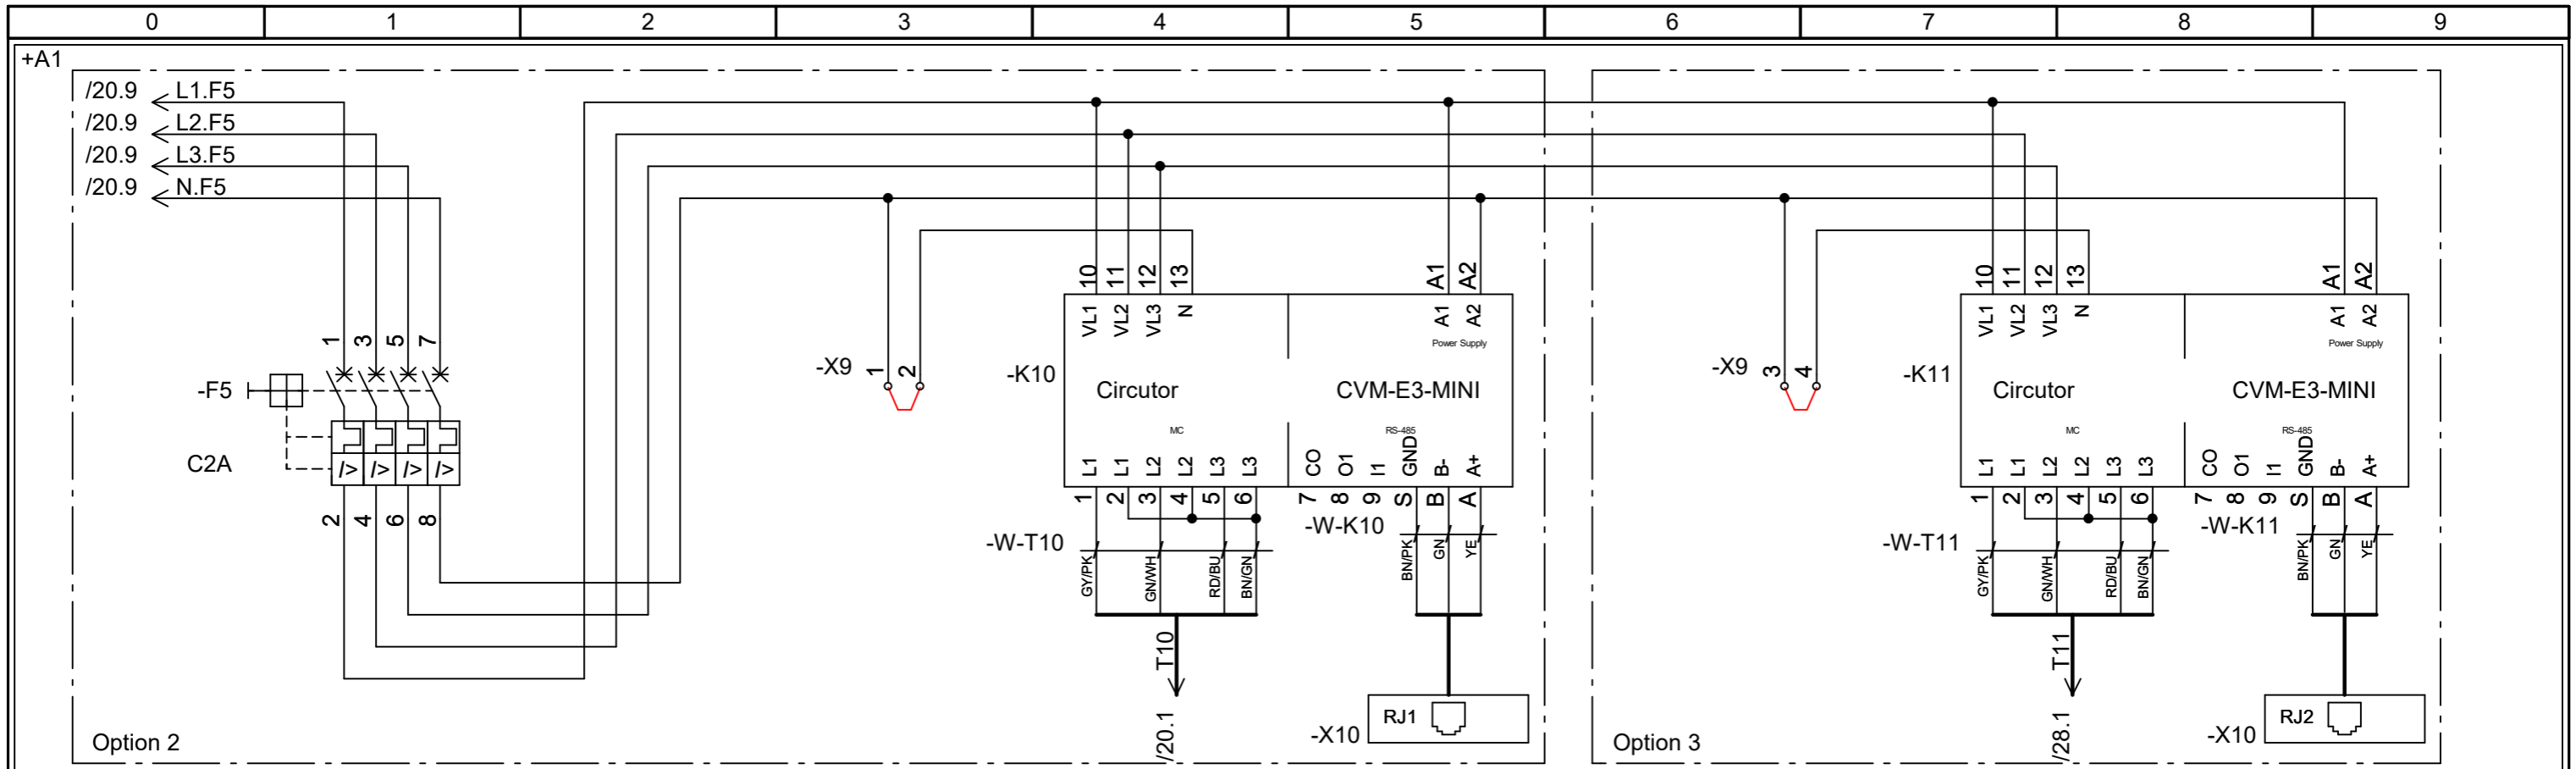 0 1 2 3 4 5 6 7 8 9
+A1
/20.9 L1.F5
/20.9 L2.F5
/20.9 L3.F5
/20.9 N.F5
-F5
C2A
1 3 5 7
2 4 6 8
-X9 1 2
-K10
10 11 12 13 A1 A2
VL1 VL2 VL3 N A1 A2
Power Supply
Circutor CVM-E3-MINI
MC RS-485
L1 L1 L2 L2 L3 L3 CO O1 I1 GND B- A+
1 2 3 4 5 6 7 8 9 S B A
-W-T10
GY/PK GN/WH RD/BU BN/GN
-W-K10
BN/PK GN YE
T10
/20.1
RJ1
-X10
Option 2
-X9 3 4
-K11
10 11 12 13 A1 A2
VL1 VL2 VL3 N A1 A2
Power Supply
Circutor CVM-E3-MINI
MC RS-485
L1 L1 L2 L2 L3 L3 CO O1 I1 GND B- A+
1 2 3 4 5 6 7 8 9 S B A
-W-T11
GY/PK GN/WH RD/BU BN/GN
-W-K11
BN/PK GN YE
T11
/28.1
RJ2
-X10
Option 3
I> I> I> I>